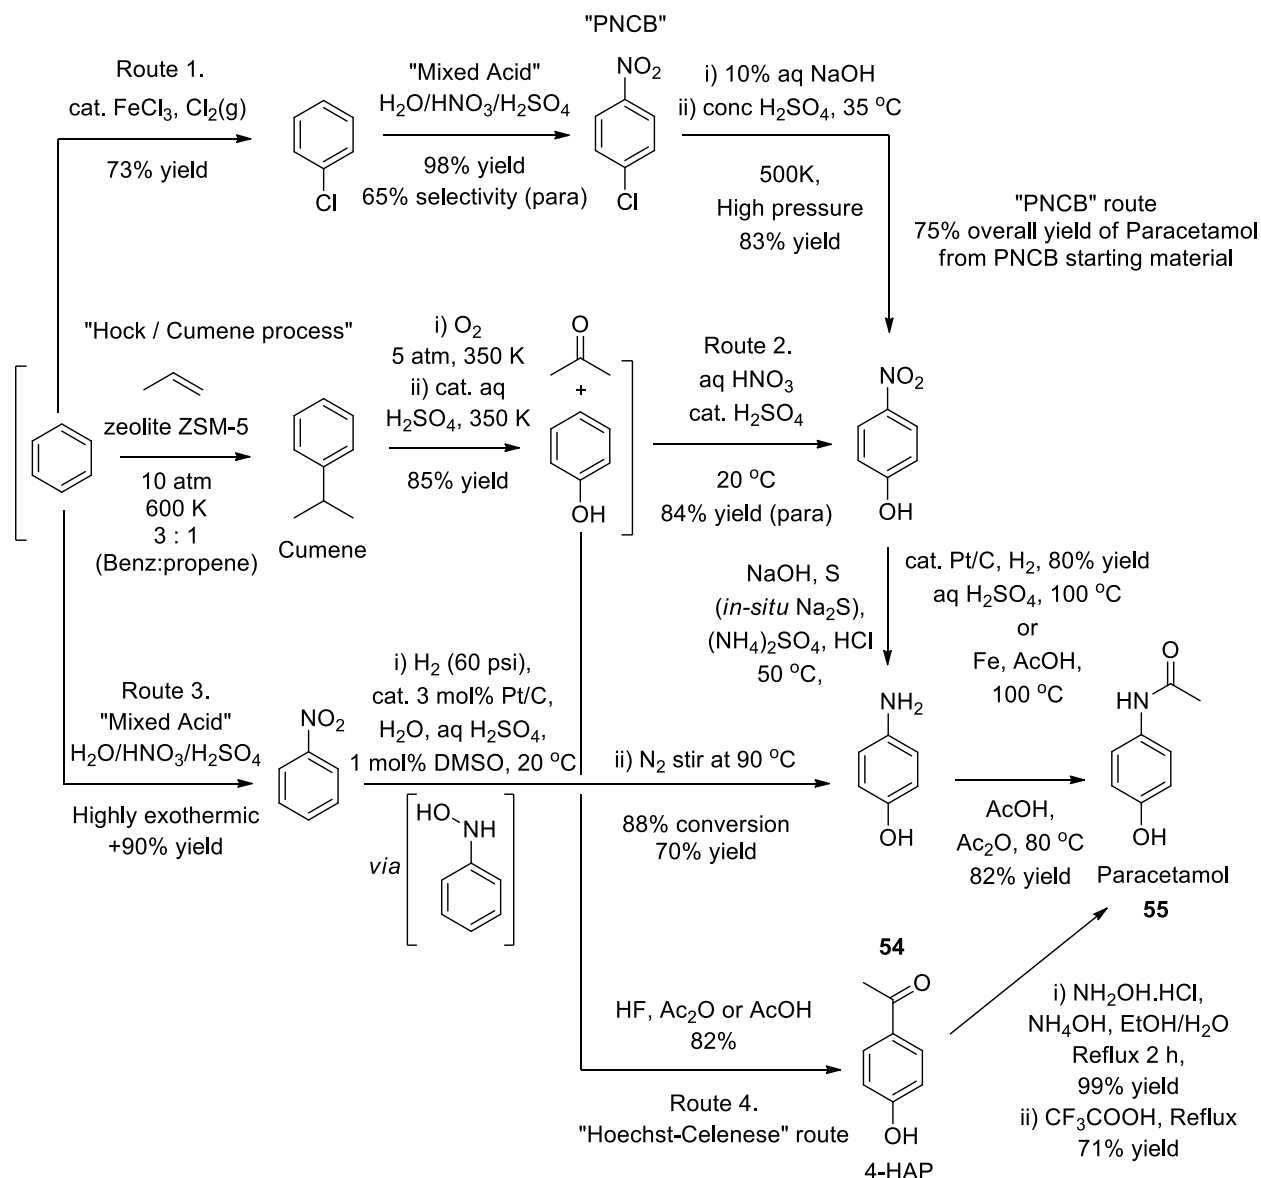 "PNCB"
Route 1.
cat. FeCl3, Cl2(g)
73% yield
Cl
"Mixed Acid"
H2O/HNO3/H2SO4
98% yield
65% selectivity (para)
NO2
Cl
i) 10% aq NaOH
ii) conc H2SO4, 35 °C
500K,
High pressure
83% yield
"PNCB" route
75% overall yield of Paracetamol
from PNCB starting material
"Hock / Cumene process"
zeolite ZSM-5
10 atm
600 K
3 : 1
(Benz:propene)
Cumene
i) O2
5 atm, 350 K
ii) cat. aq
H2SO4, 350 K
85% yield
O
+
OH
Route 2.
aq HNO3
cat. H2SO4
20 °C
84% yield (para)
NO2
OH
NaOH, S
(in-situ Na2S),
(NH4)2SO4, HCl
50 °C,
cat. Pt/C, H2, 80% yield
aq H2SO4, 100 °C
or
Fe, AcOH,
100 °C
Route 3.
"Mixed Acid"
H2O/HNO3/H2SO4
Highly exothermic
+90% yield
NO2
i) H2 (60 psi),
cat. 3 mol% Pt/C,
H2O, aq H2SO4,
1 mol% DMSO, 20 °C
ii) N2 stir at 90 °C
88% conversion
70% yield
via
HO
NH
NH2
OH
AcOH,
Ac2O, 80 °C
82% yield
O
HN
OH
Paracetamol
55
54
HF, Ac2O or AcOH
82%
Route 4.
"Hoechst-Celenese" route
O
OH
4-HAP
i) NH2OH.HCl,
NH4OH, EtOH/H2O
Reflux 2 h,
99% yield
ii) CF3COOH, Reflux
71% yield